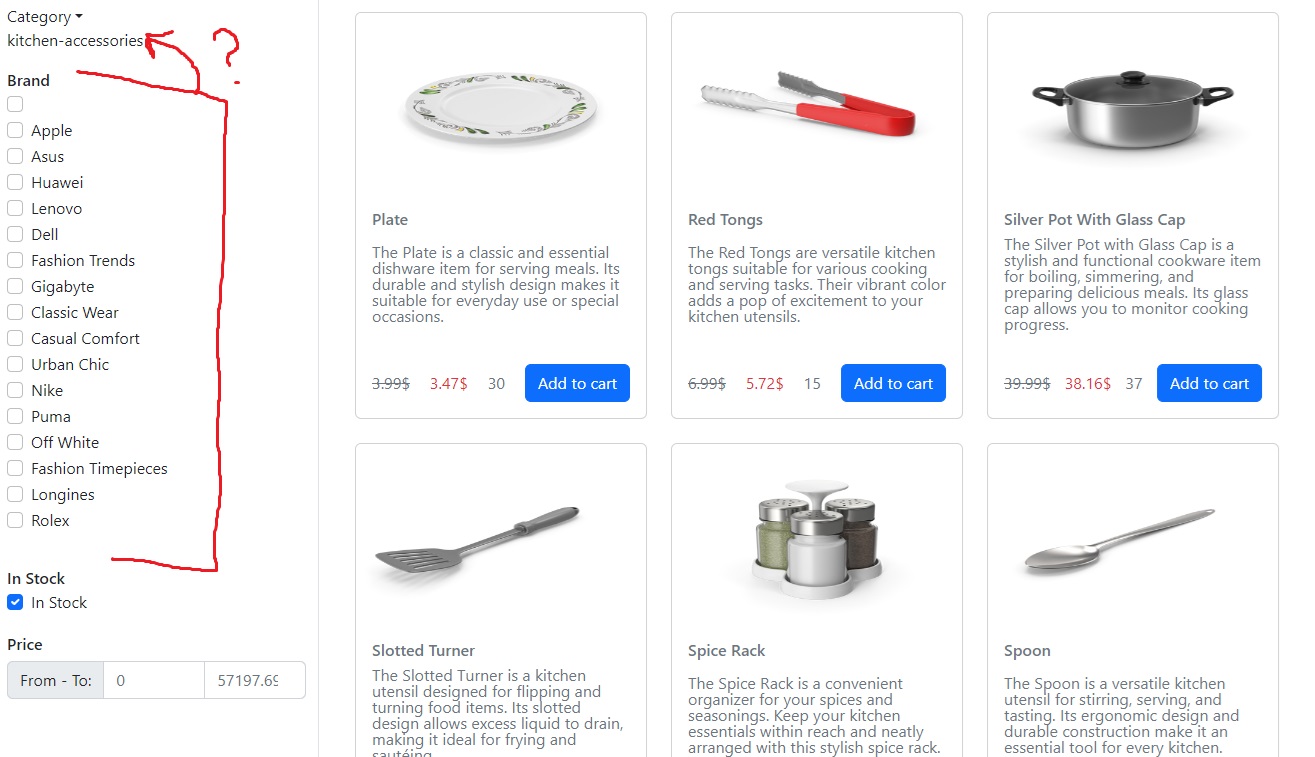 Category
kitchen-accessories
?
Brand
Apple
Asus
Huawei
Lenovo
Dell
Fashion Trends
Gigabyte
Classic Wear
Casual Comfort
Urban Chic
Nike
Puma
Off White
Fashion Timepieces
Longines
Rolex
In Stock
In Stock
Price
From - To: 0 57197.69
Plate
The Plate is a classic and essential
dishware item for serving meals. Its
durable and stylish design makes it
suitable for everyday use or special
occasions.
3.99$ 3.47$ 30 Add to cart
Red Tongs
The Red Tongs are versatile kitchen
tongs suitable for various cooking
and serving tasks. Their vibrant color
adds a pop of excitement to your
kitchen utensils.
6.99$ 5.72$ 15 Add to cart
Silver Pot With Glass Cap
The Silver Pot with Glass Cap is a
stylish and functional cookware item
for boiling, simmering, and
preparing delicious meals. Its glass
cap allows you to monitor cooking
progress.
39.99$ 38.16$ 37 Add to cart
Slotted Turner
The Slotted Turner is a kitchen
utensil designed for flipping and
turning food items. Its slotted
design allows excess liquid to drain,
making it ideal for frying and
sautéing.
Spice Rack
The Spice Rack is a convenient
organizer for your spices and
seasonings. Keep your kitchen
essentials within reach and neatly
arranged with this stylish spice rack.
Spoon
The Spoon is a versatile kitchen
utensil for stirring, serving, and
tasting. Its ergonomic design and
durable construction make it an
essential tool for every kitchen.